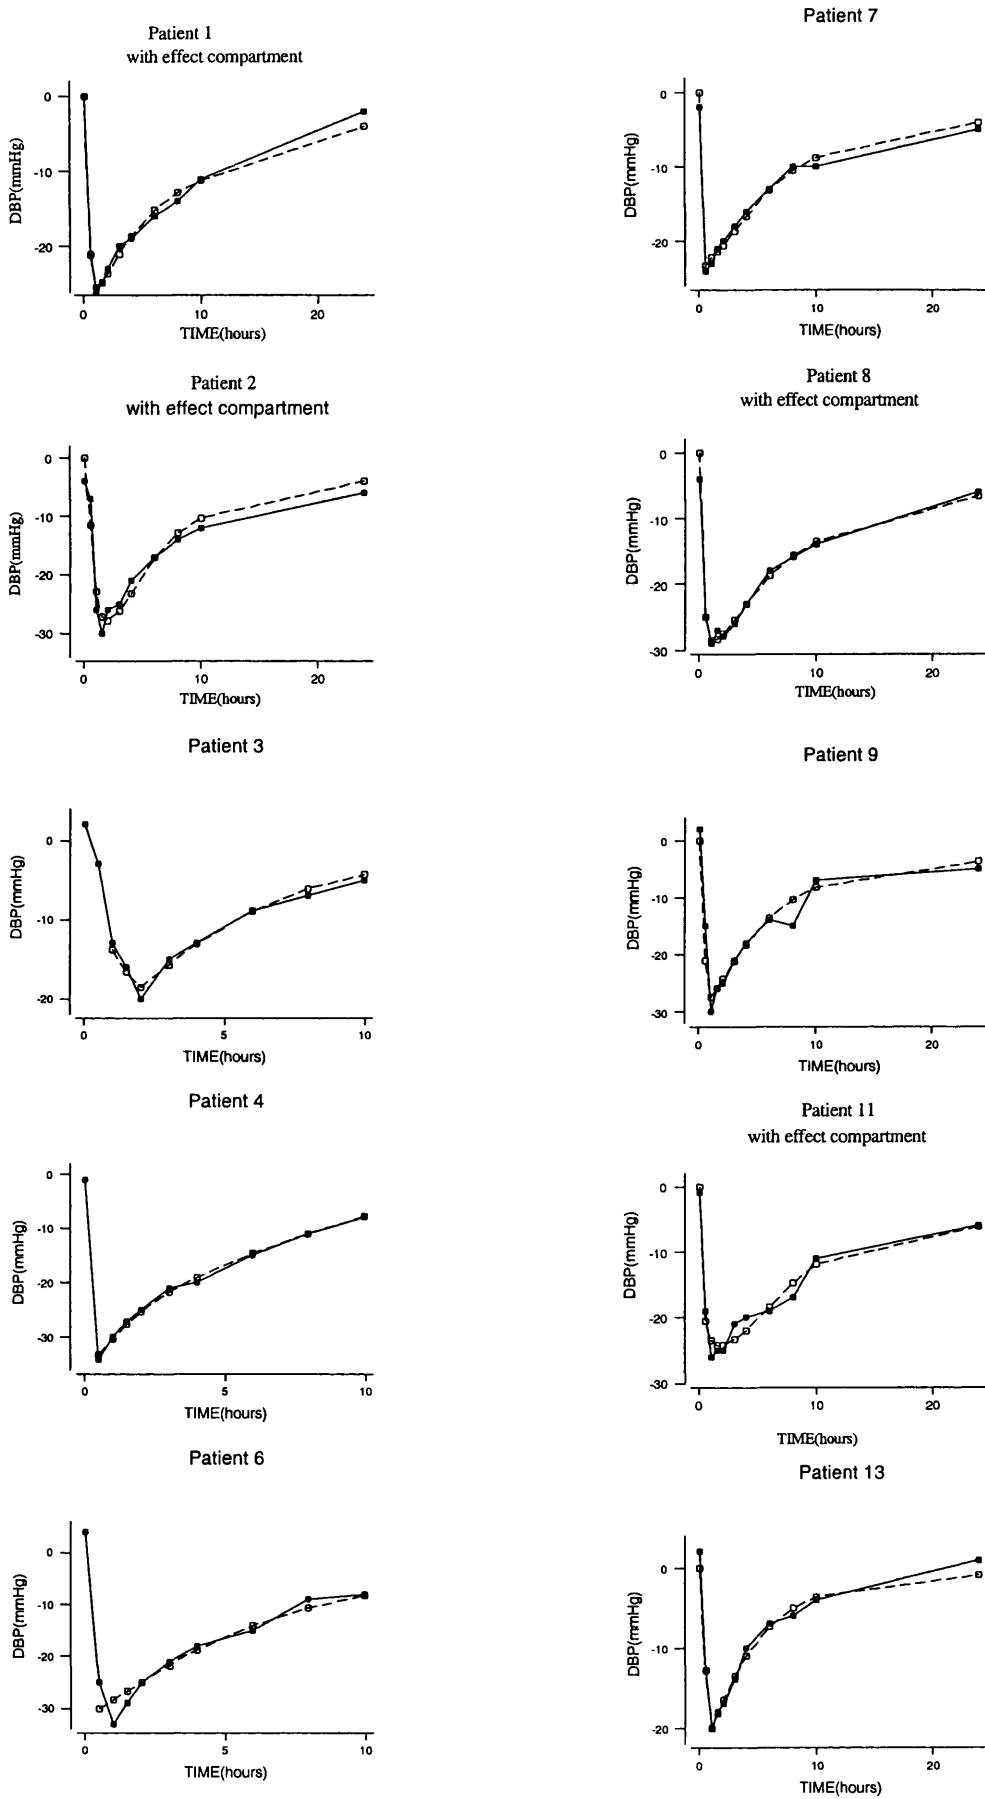 Patient 1
with effect compartment
0
-10
-20
DBP(mmHg)
0 10 20
TIME(hours)
Patient 2
with effect compartment
0
-10
-20
-30
DBP(mmHg)
0 10 20
TIME(hours)
Patient 3
0
-10
-20
DBP(mmHg)
0 5 10
TIME(hours)
Patient 4
0
-10
-20
-30
DBP(mmHg)
0 5 10
TIME(hours)
Patient 6
0
-10
-20
-30
DBP(mmHg)
0 5 10
TIME(hours)
Patient 7
0
-10
-20
DBP(mmHg)
0 10 20
TIME(hours)
Patient 8
with effect compartment
0
-10
-20
-30
DBP(mmHg)
0 10 20
TIME(hours)
Patient 9
0
-10
-20
-30
DBP(mmHg)
0 10 20
TIME(hours)
Patient 11
with effect compartment
0
-10
-20
-30
DBP(mmHg)
0 10 20
TIME(hours)
Patient 13
0
-10
-20
DBP(mmHg)
0 10 20
TIME(hours)